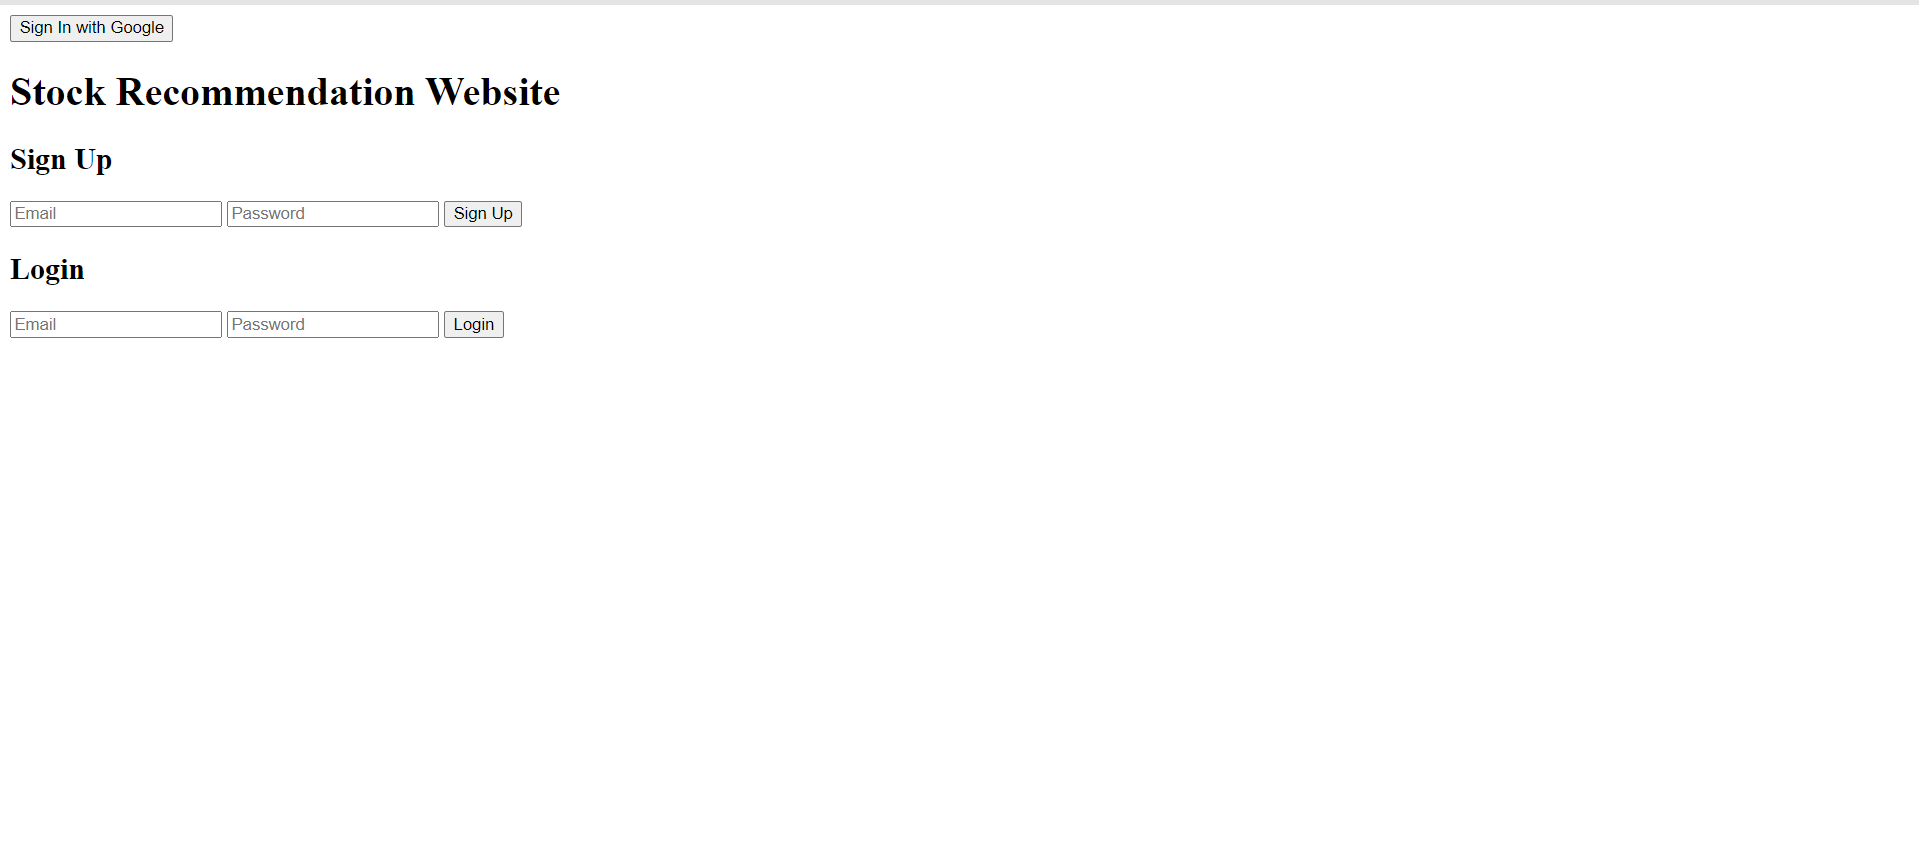 Sign In with Google
Stock Recommendation Website
Sign Up
Email Password Sign Up
Login
Email Password Login